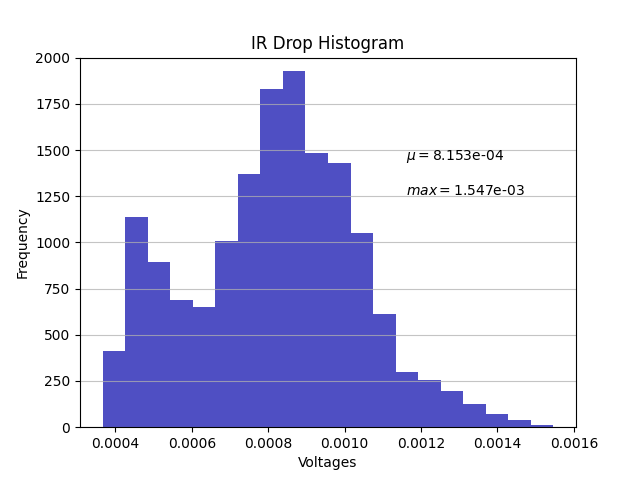 IR Drop Histogram
2000
1750
1500
1250
1000
750
500
250
0
Frequency
μ = 8.153e-04
max = 1.547e-03
0.0004 0.0006 0.0008 0.0010 0.0012 0.0014 0.0016
Voltages